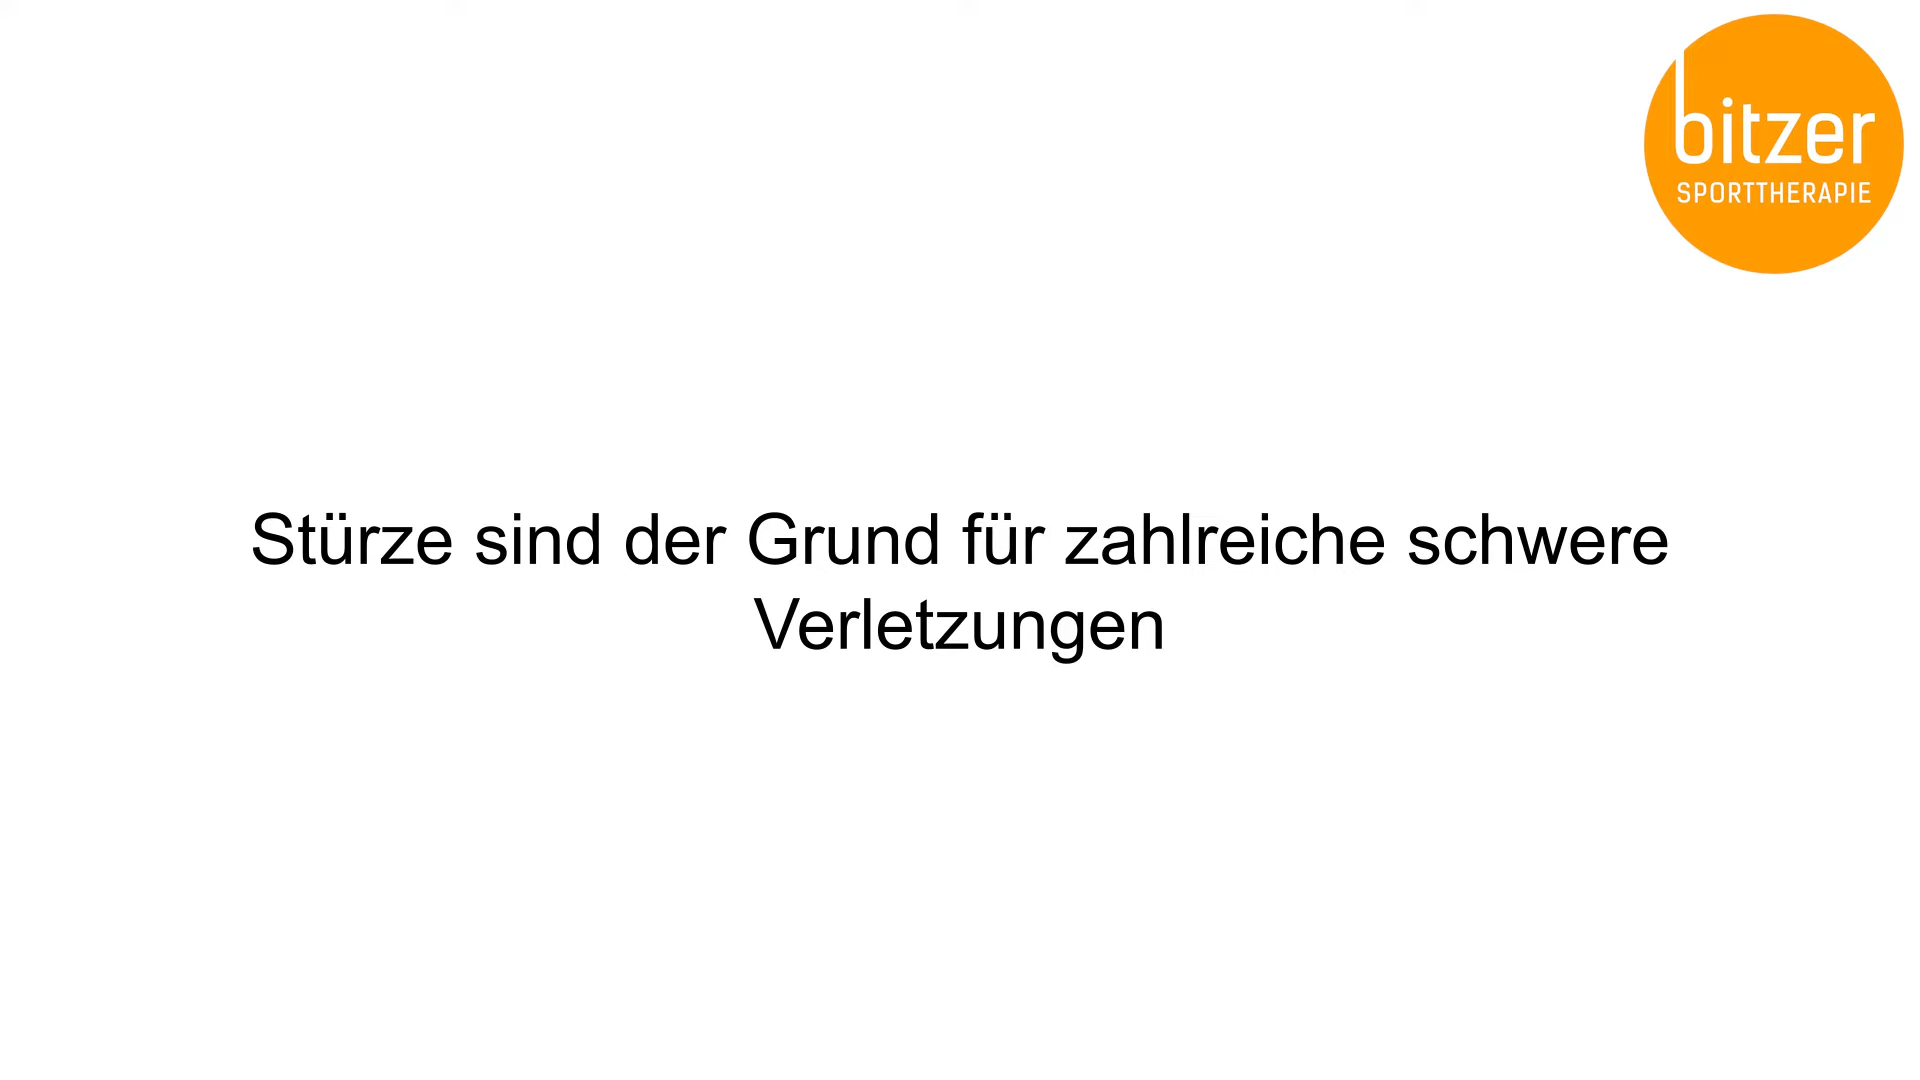 bitzer
SPORTTHERAPIE
Stürze sind der Grund für zahlreiche schwere
Verletzungen